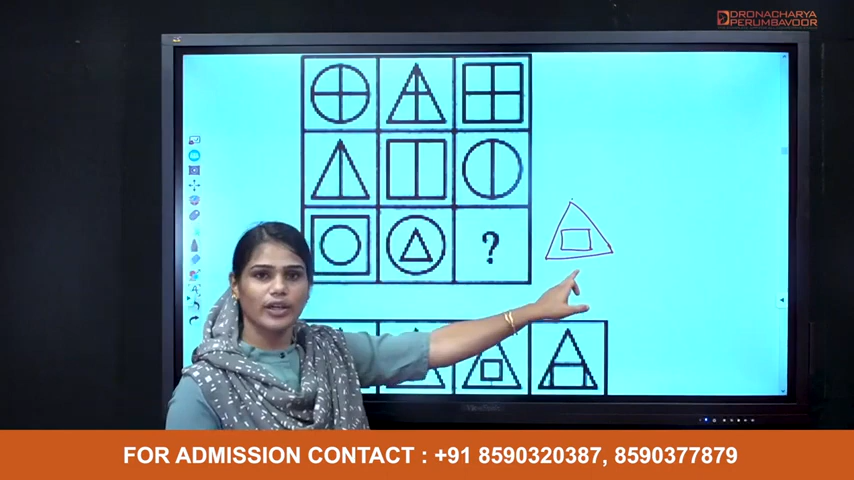 DRONACHARYA
PERUMBAVOOR
?
FOR ADMISSION CONTACT : +91 8590320387, 8590377879